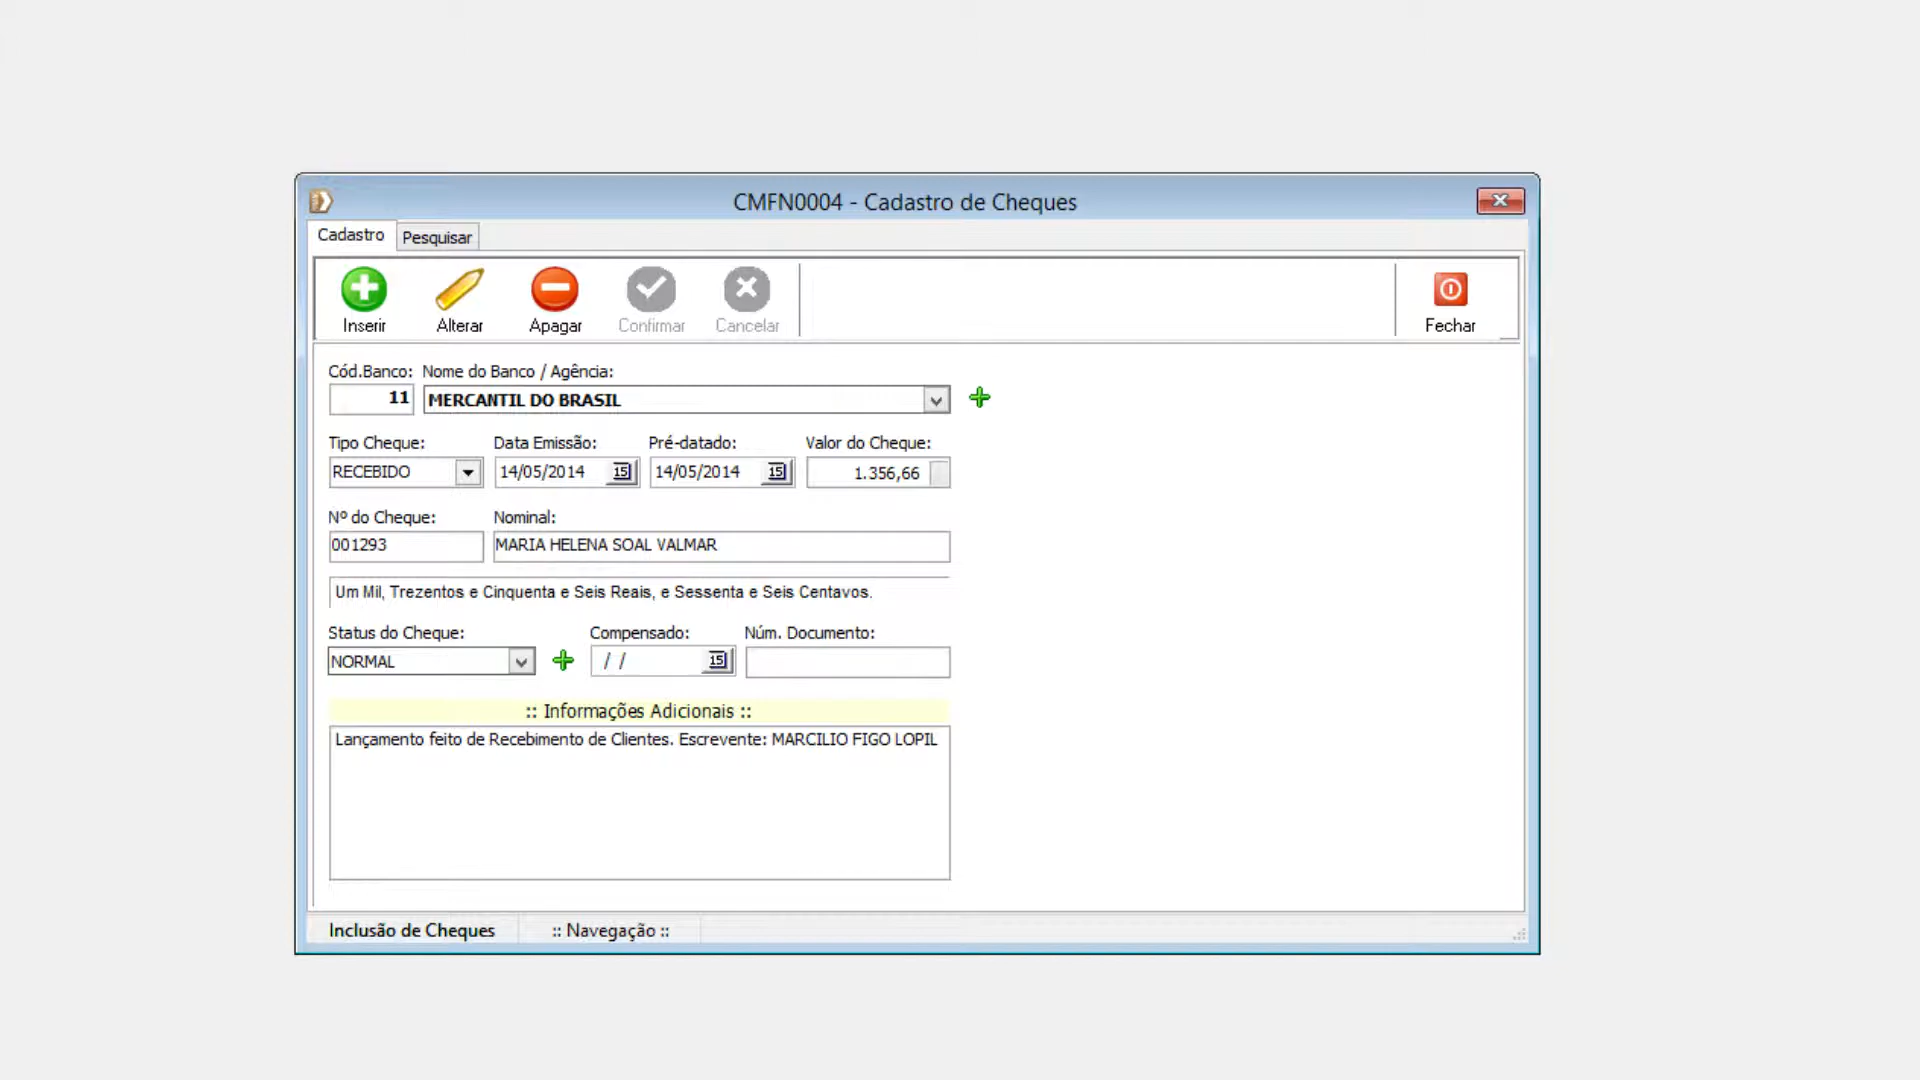 CMFN0004 - Cadastro de Cheques
Cadastro Pesquisar
Inserir Alterar Apagar Confirmar Cancelar Fechar
Cód.Banco: Nome do Banco / Agência:
11 MERCANTIL DO BRASIL
Tipo Cheque: Data Emissão: Pré-datado: Valor do Cheque:
RECEBIDO 14/05/2014 15 14/05/2014 15 1.356,66
Nº do Cheque: Nominal:
001293 MARIA HELENA SOAL VALMAR
Um Mil, Trezentos e Cinquenta e Seis Reais, e Sessenta e Seis Centavos.
Status do Cheque: Compensado: Núm. Documento:
NORMAL / / 15
:: Informações Adicionais ::
Lançamento feito de Recebimento de Clientes. Escrevente: MARCILIO FIGO LOPIL
Inclusão de Cheques :: Navegação ::